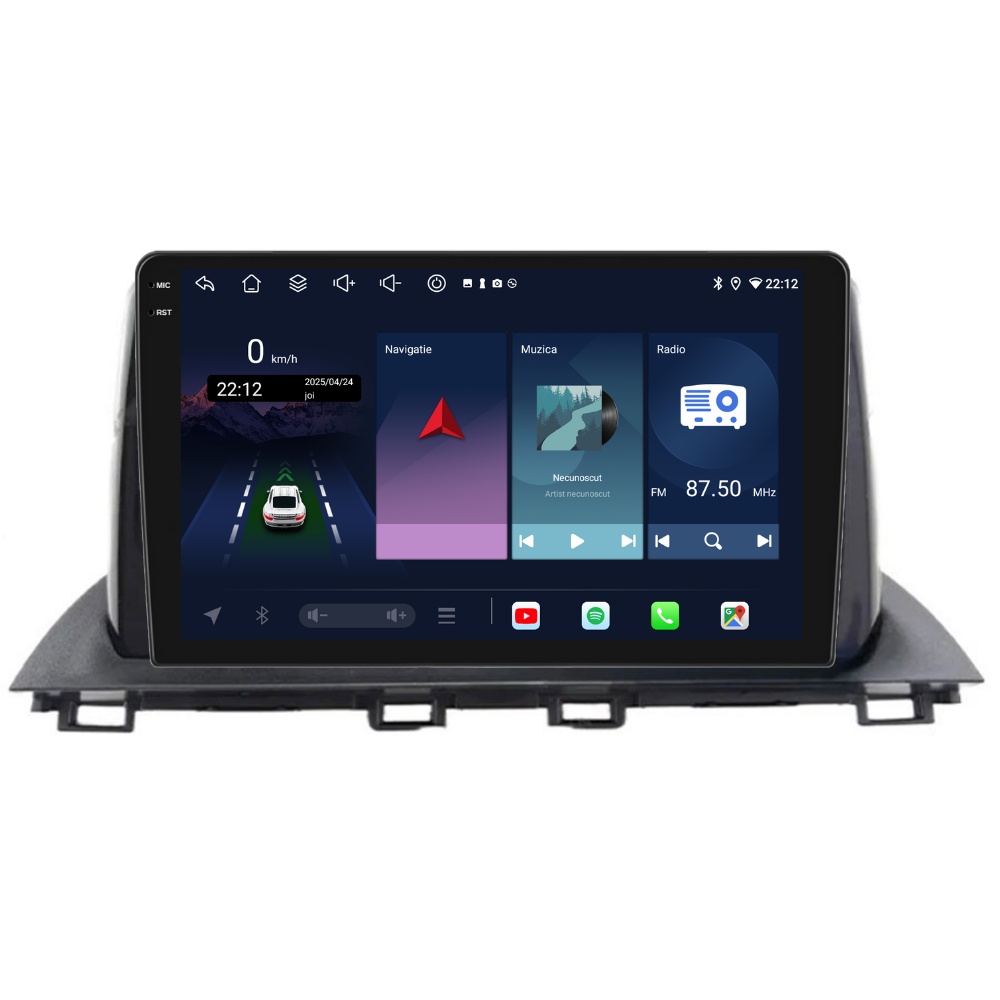 MIC
RST
22:12
0 km/h
22:12
2025/04/24
joi
Navigatie
Muzica
Necunoscut
Artist necunoscut
Radio
FM 87.50 MHz
G